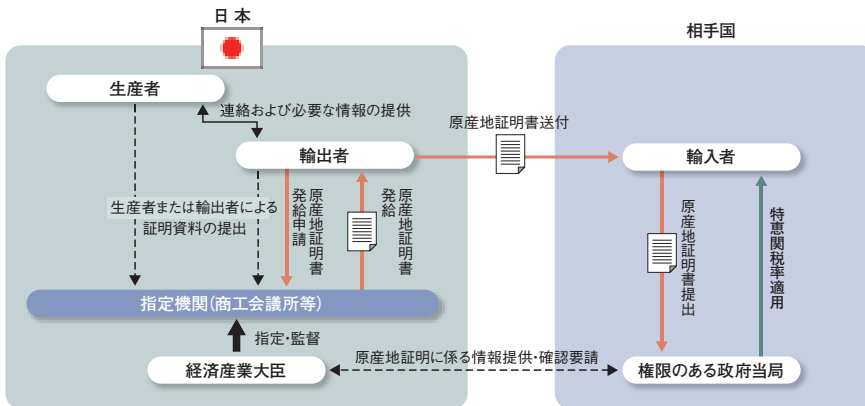 日本
相手国
生産者
連絡および必要な情報の提供
原産地証明書送付
輸出者
輸入者
生産者または輸出者による
証明資料の提出
原産地証明書
発給申請
原産地証明書
発給
原産地証明書提出
特恵関税率適用
指定機関(商工会議所等)
指定・監督
原産地証明に係る情報提供・確認要請
経済産業大臣
権限のある政府当局